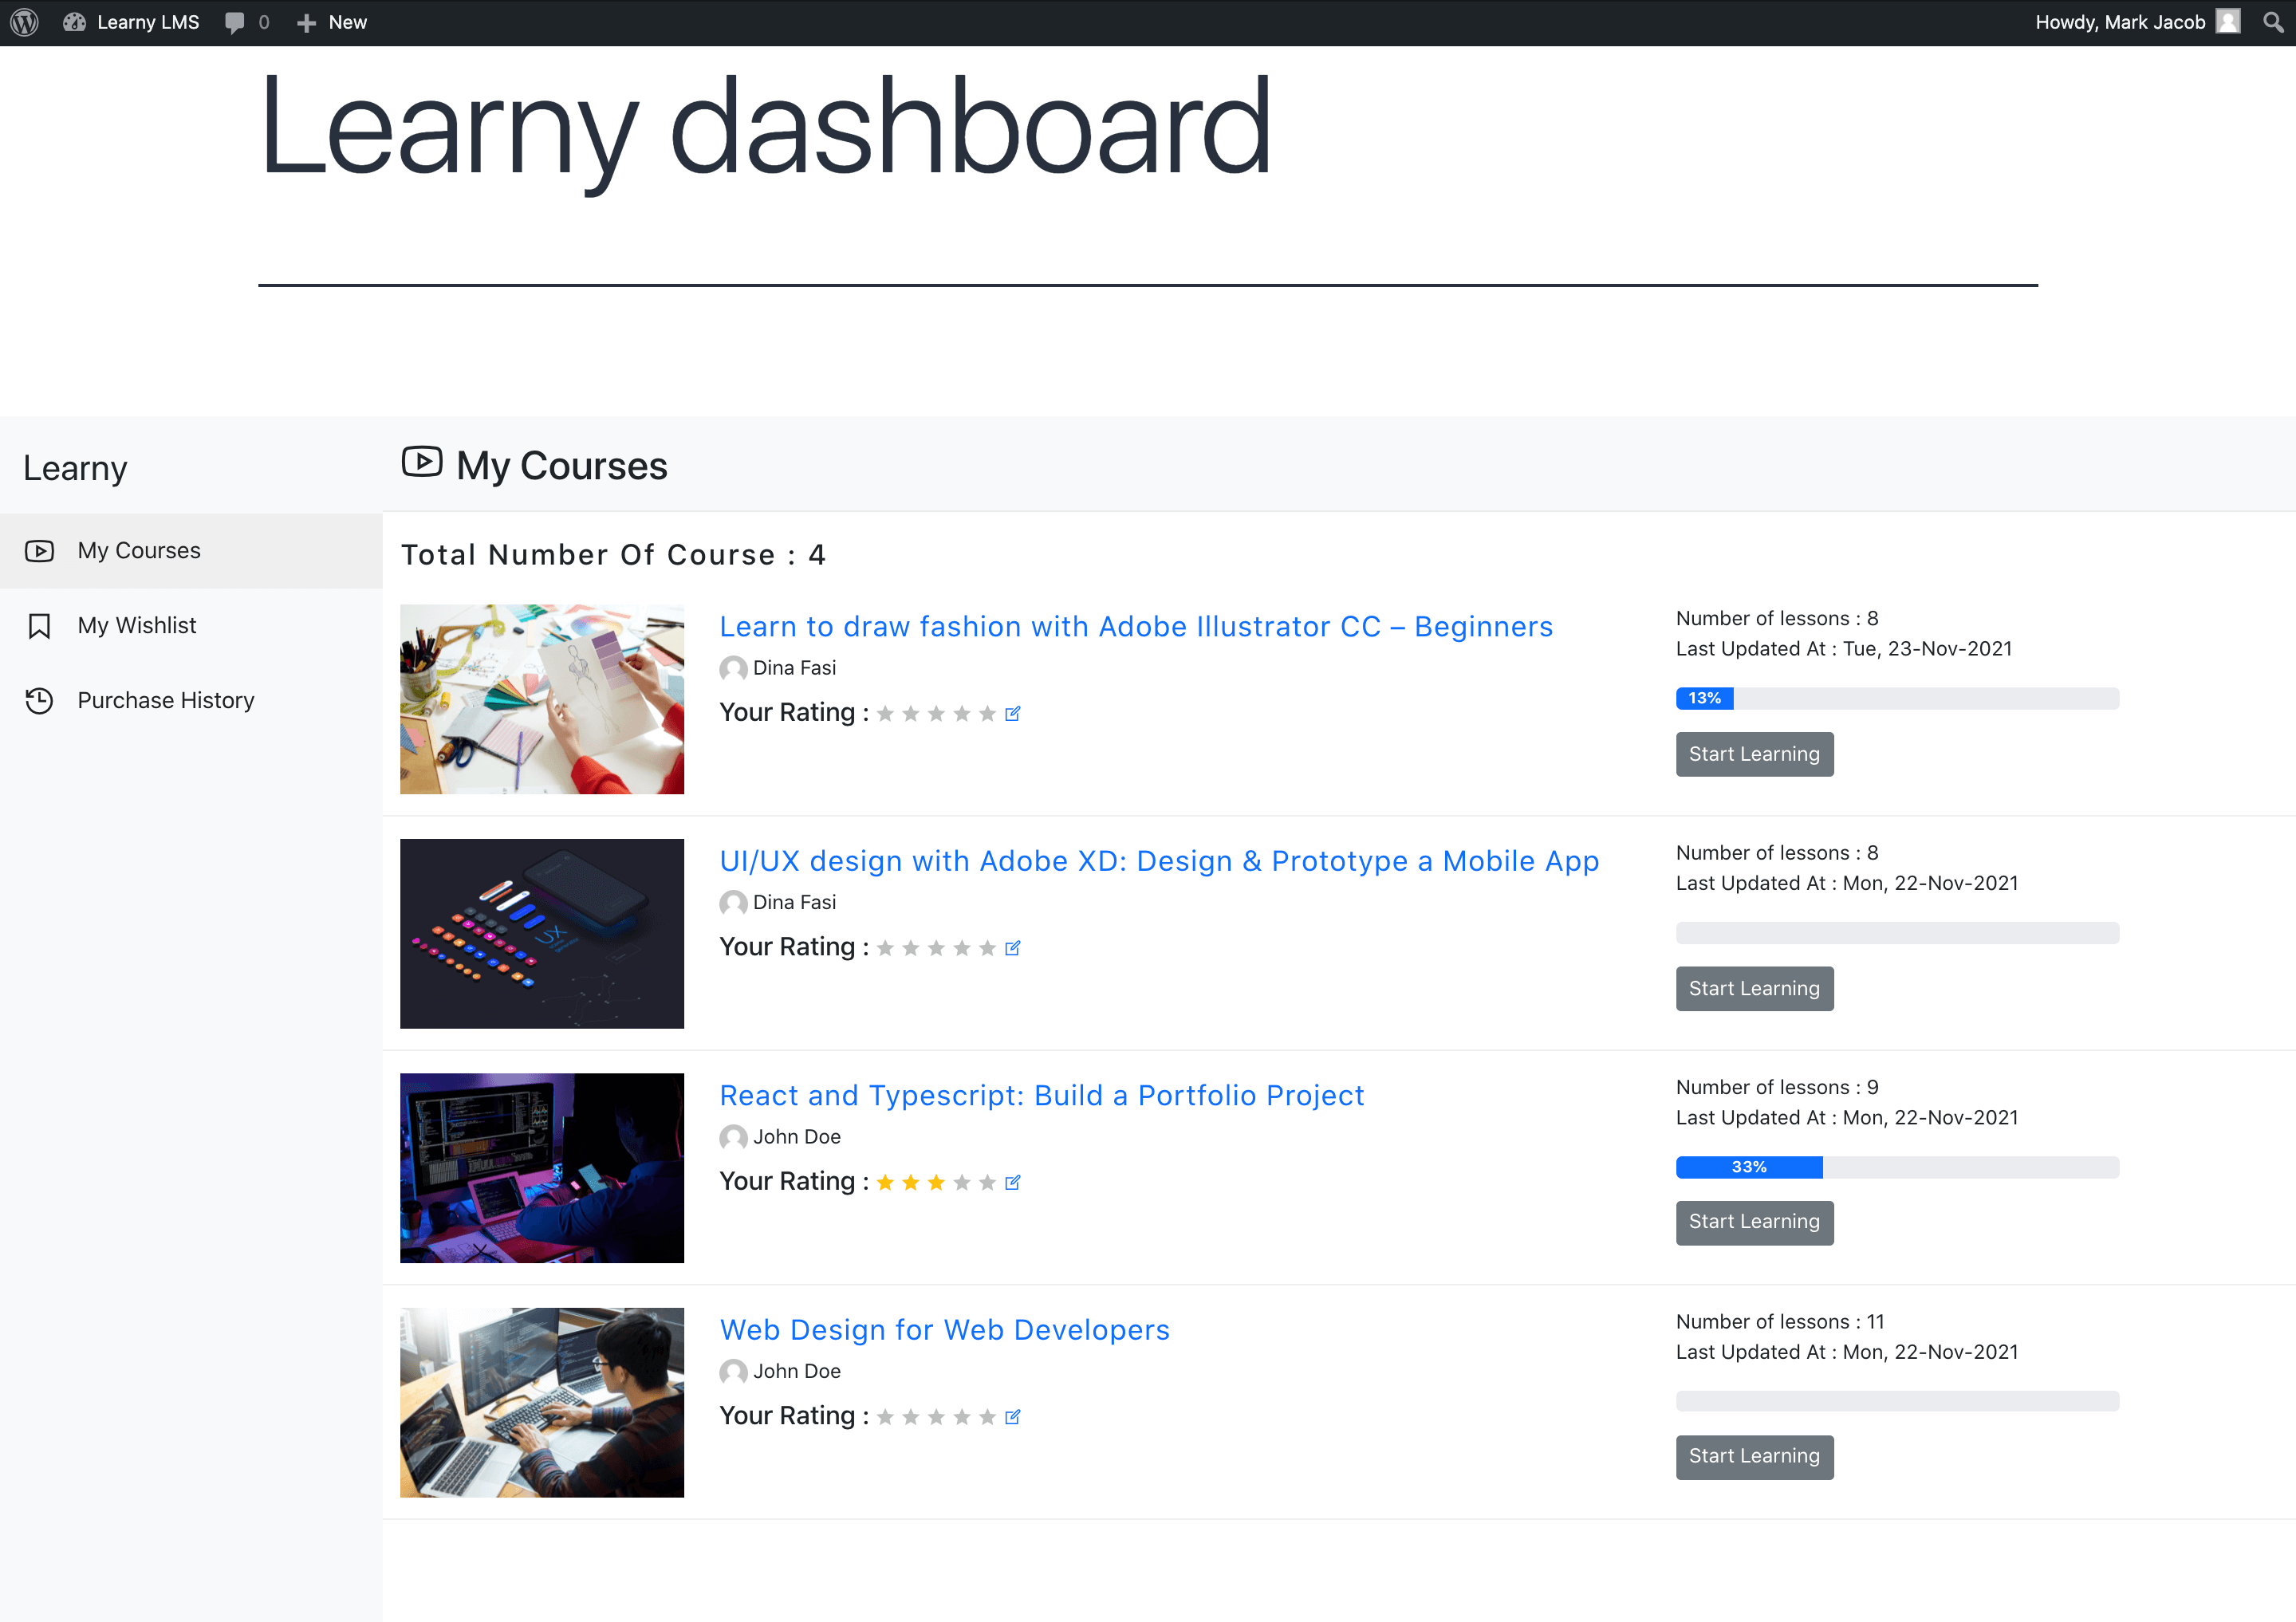 Learny LMS 0 New Howdy, Mark Jacob
Learny dashboard
Learny
My Courses
My Wishlist
Purchase History
My Courses
Total Number Of Course : 4
Learn to draw fashion with Adobe Illustrator CC – Beginners
Dina Fasi
Your Rating :
Number of lessons : 8
Last Updated At : Tue, 23-Nov-2021
13%
Start Learning
UX
UI/UX design with Adobe XD: Design & Prototype a Mobile App
Dina Fasi
Your Rating :
Number of lessons : 8
Last Updated At : Mon, 22-Nov-2021
Start Learning
React and Typescript: Build a Portfolio Project
John Doe
Your Rating :
Number of lessons : 9
Last Updated At : Mon, 22-Nov-2021
33%
Start Learning
Web Design for Web Developers
John Doe
Your Rating :
Number of lessons : 11
Last Updated At : Mon, 22-Nov-2021
Start Learning